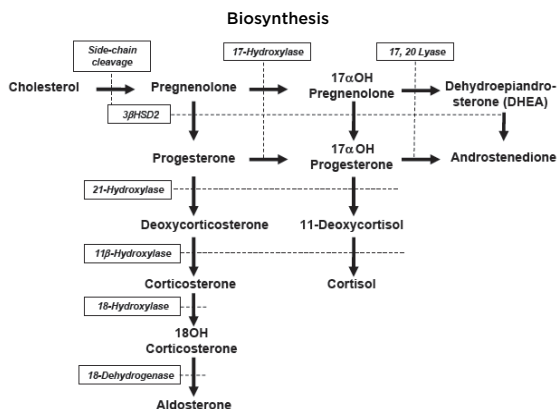 Biosynthesis
Side-chain
cleavage
17-Hydroxylase
17, 20 Lyase
Cholesterol
Pregnenolone
17αOH
Pregnenolone
Dehydroepiandro-
sterone (DHEA)
3βHSD2
Progesterone
17αOH
Progesterone
Androstenedione
21-Hydroxylase
Deoxycorticosterone
11-Deoxycortisol
11β-Hydroxylase
Corticosterone
Cortisol
18-Hydroxylase
18OH
Corticosterone
18-Dehydrogenase
Aldosterone